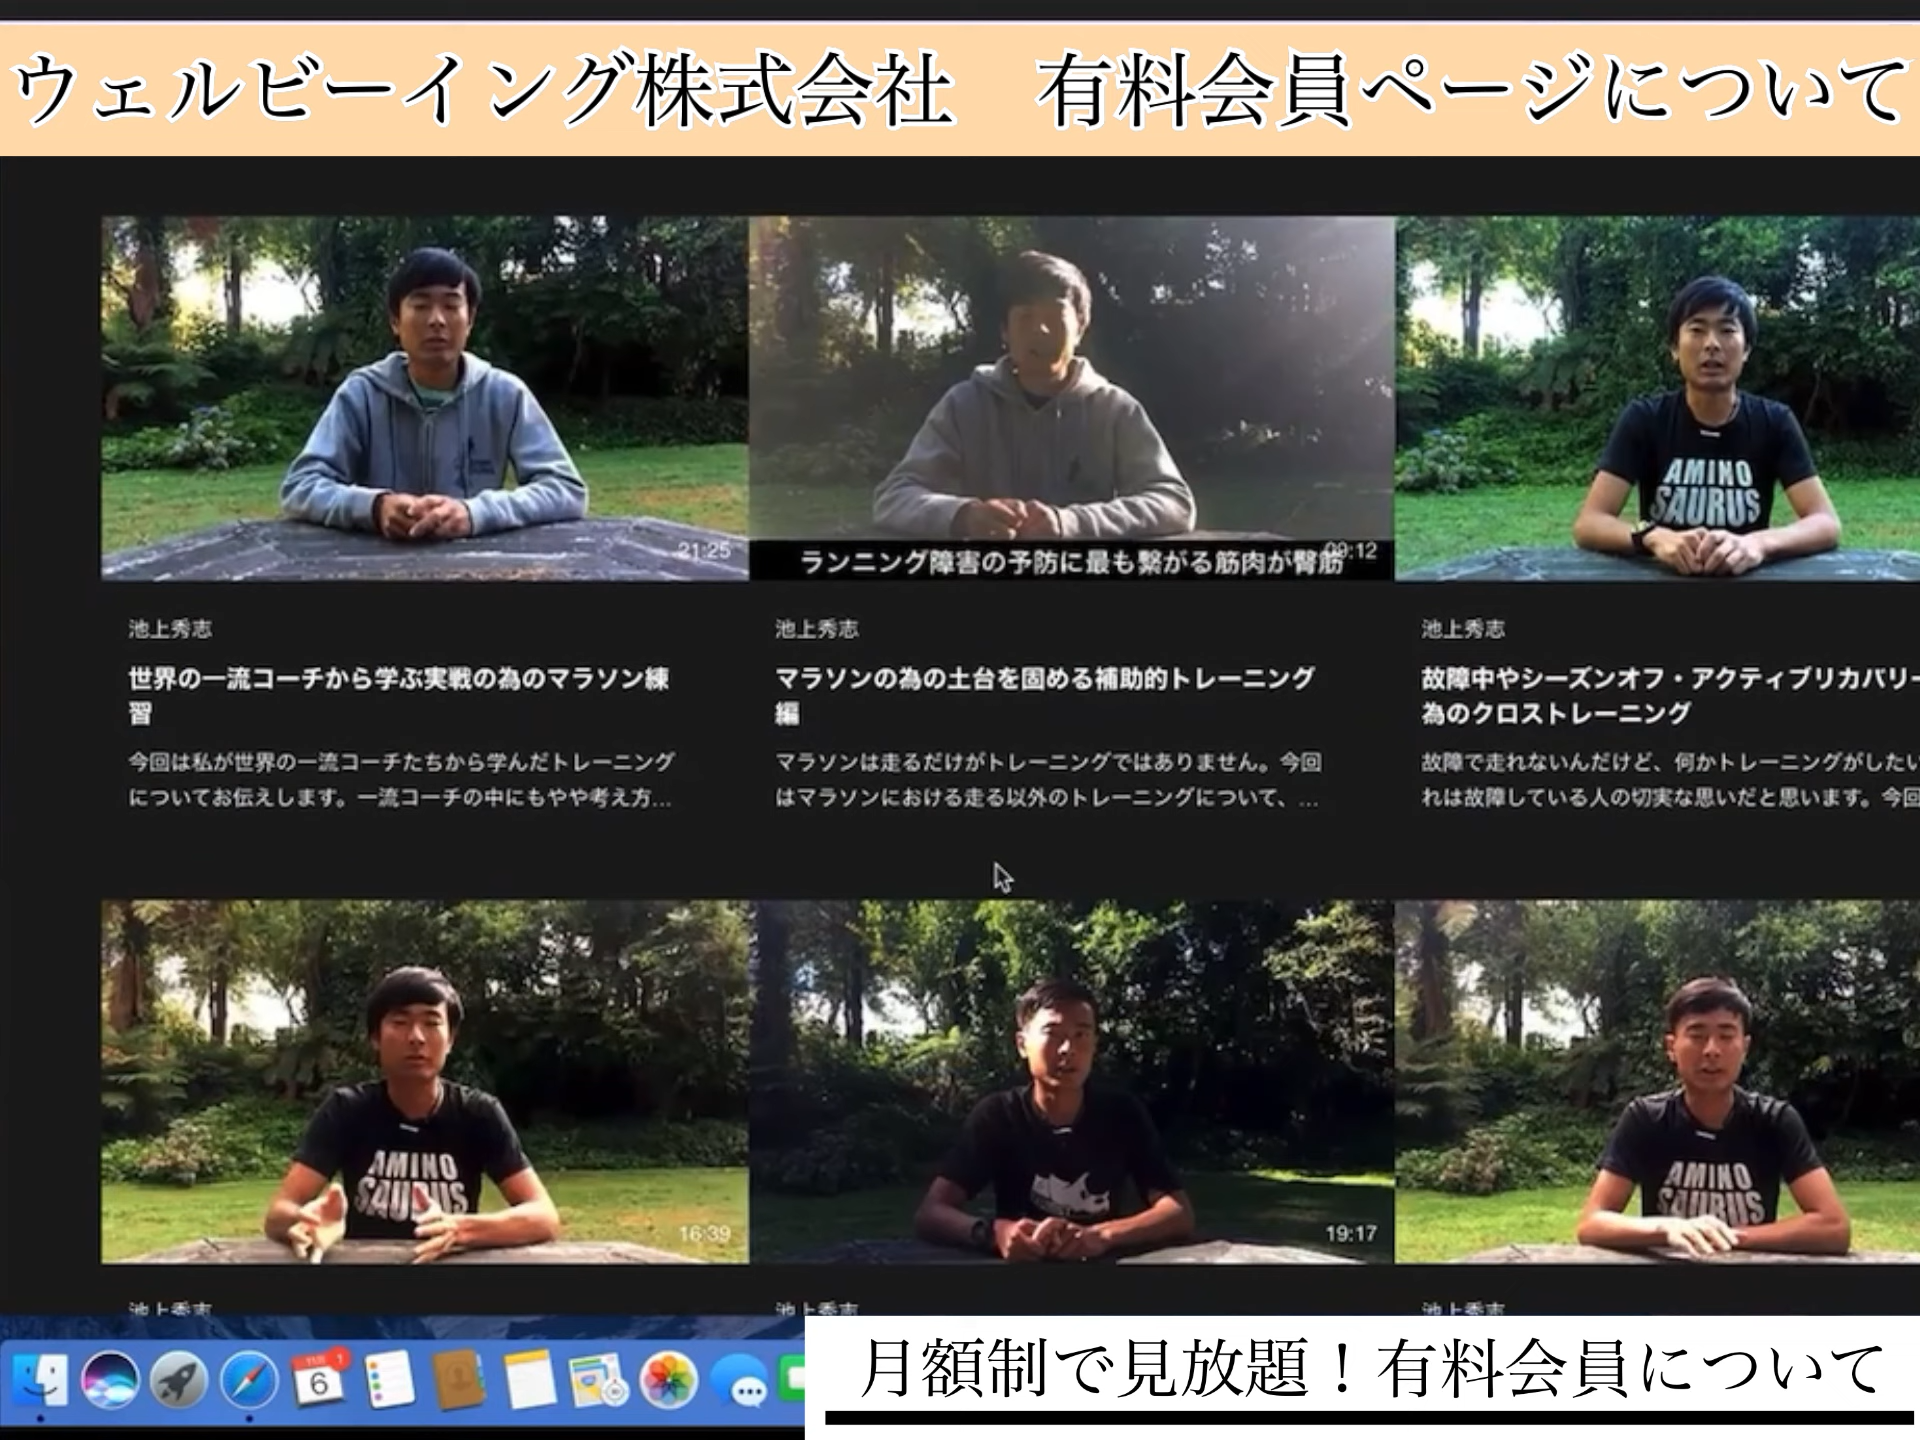 ウェルビーイング株式会社　有料会員ページについて
AMINO
SAURUS
21:25
ランニング障害の予防に最も繋がる筋肉が臀筋
09:12
池上秀志
池上秀志
池上秀志
世界の一流コーチから学ぶ実戦の為のマラソン練
習
マラソンの為の土台を固める補助的トレーニング
編
故障中やシーズンオフ・アクティブリカバリー
為のクロストレーニング
今回は私が世界の一流コーチたちから学んだトレーニング
についてお伝えします。一流コーチの中にもやや考え方...
マラソンは走るだけがトレーニングではありません。今回
はマラソンにおける走る以外のトレーニングについて、...
故障で走れないんだけど、何かトレーニングがしたい
れは故障している人の切実な思いだと思います。今回
AMINO
SAURUS
16:39
19:17
AMINO
SAURUS
池上秀志
池上秀志
池上秀志
1
6
月額制で見放題！有料会員について